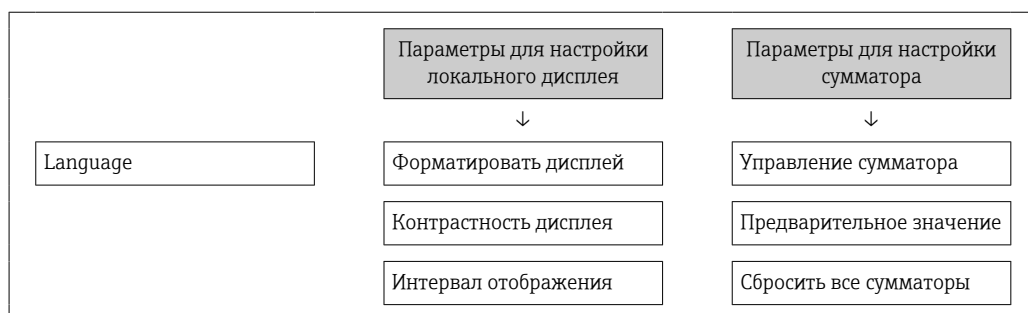 Параметры для настройки
локального дисплея
Параметры для настройки
сумматора
↓
↓
Language
Форматировать дисплей
Управление сумматора
Контрастность дисплея
Предварительное значение
Интервал отображения
Сбросить все сумматоры